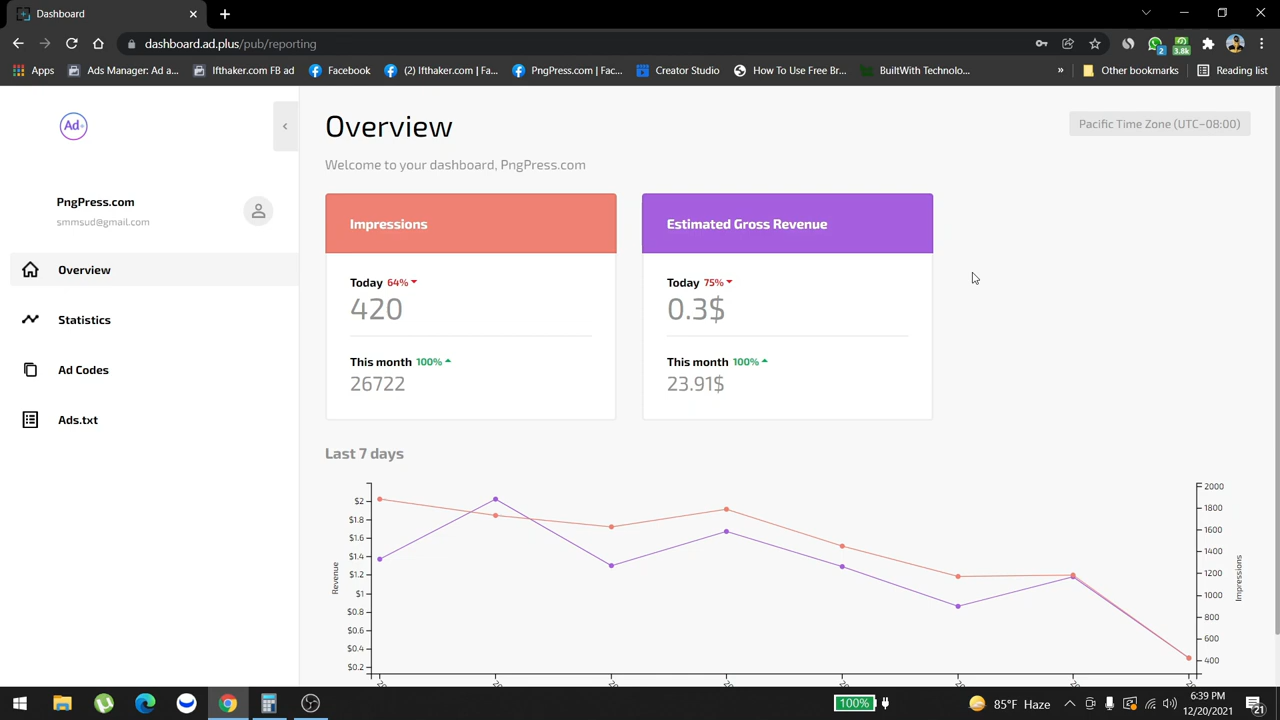 Dashboard
dashboard.ad.plus/pub/reporting
2
3.8k
Apps
Ads Manager: Ad a...
Ifthaker.com FB ad
Facebook
(2) Ifthaker.com | Fa...
PngPress.com | Fac...
Creator Studio
How To Use Free Br...
BuiltWith Technolo...
»
Other bookmarks
Reading list
Ad+
Overview
Pacific Time Zone (UTC−08:00)
Welcome to your dashboard, PngPress.com
PngPress.com
smmsud@gmail.com
Overview
Statistics
Ad Codes
Ads.txt
Impressions
Today 64%
420
This month 100%
26722
Estimated Gross Revenue
Today 75%
0.3$
This month 100%
23.91$
Last 7 days
Revenue
$2
$1.8
$1.6
$1.4
$1.2
$1
$0.8
$0.6
$0.4
$0.2
2000
1800
1600
1400
1200
1000
800
600
400
Impressions
100%
85°F Haze
6:39 PM
12/20/2021
21